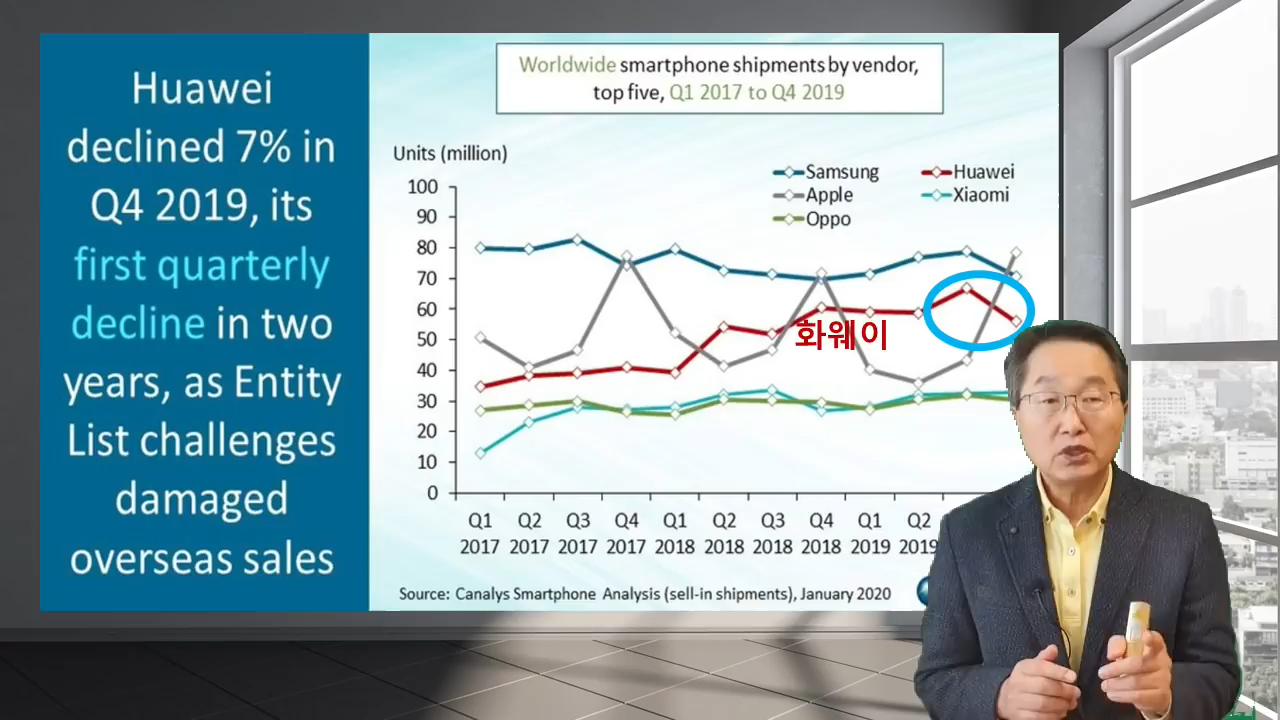 Huawei
declined 7% in
Q4 2019, its
first quarterly
decline in two
years, as Entity
List challenges
damaged
overseas sales
Worldwide smartphone shipments by vendor,
top five, Q1 2017 to Q4 2019
Units (million)
Samsung
Huawei
Apple
Xiaomi
Oppo
100
90
80
70
60
50
40
30
20
10
0
화웨이
Q1 Q2 Q3 Q4 Q1 Q2 Q3 Q4 Q1 Q2
2017 2017 2017 2017 2018 2018 2018 2018 2019 2019
Source: Canalys Smartphone Analysis (sell-in shipments), January 2020